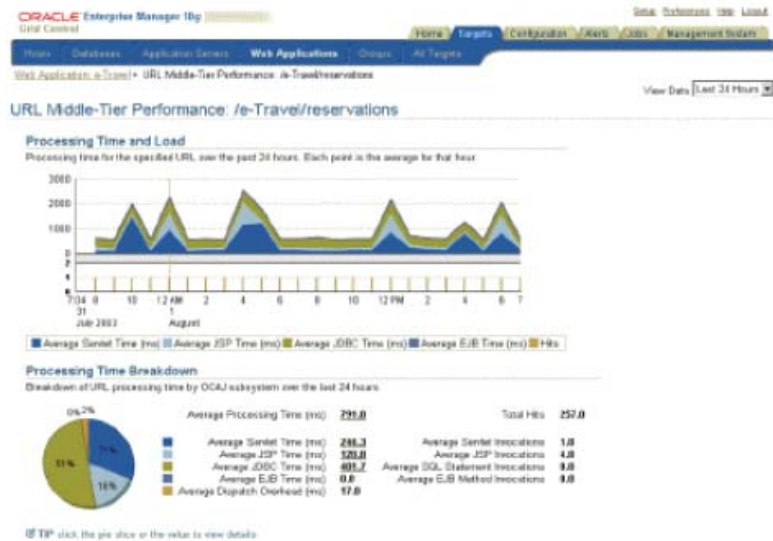 ORACLE Enterprise Manager 10g
Grid Control
Setup Preferences Help Logout
Home Targets Configuration Alerts Jobs Management System
Hosts Databases Application Servers Web Applications Groups All Targets
Web Application: e-Travel > URL Middle-Tier Performance: /e-Travel/reservations
View Data Last 24 Hours
URL Middle-Tier Performance: /e-Travel/reservations
Processing Time and Load
Processing time for the specified URL over the past 24 hours. Each point is the average for that hour.
3000
2000
1000
0
2
1
0
7:04 8 10 12 AM 2 4 6 8 10 12 PM 2 4 6 7
31 1
July 2003 August
Average Servlet Time (ms) Average JSP Time (ms) Average JDBC Time (ms) Average EJB Time (ms) Hits
Processing Time Breakdown
Breakdown of URL processing time by OC4J subsystem over the last 24 hours
0% 2%
31%
51%
16%
Average Processing Time (ms) 791.0 Total Hits 257.0
Average Servlet Time (ms) Average Servlet Invocations 1.0
Average JSP Time (ms) Average JSP Invocations 4.0
Average JDBC Time (ms) 401.7 Average SQL Statement Invocations
Average EJB Time (ms) 0.0 Average EJB Method Invocations 0.0
Average Dispatch Overhead (ms) 17.0
TIP click the pie slice or the value to view details